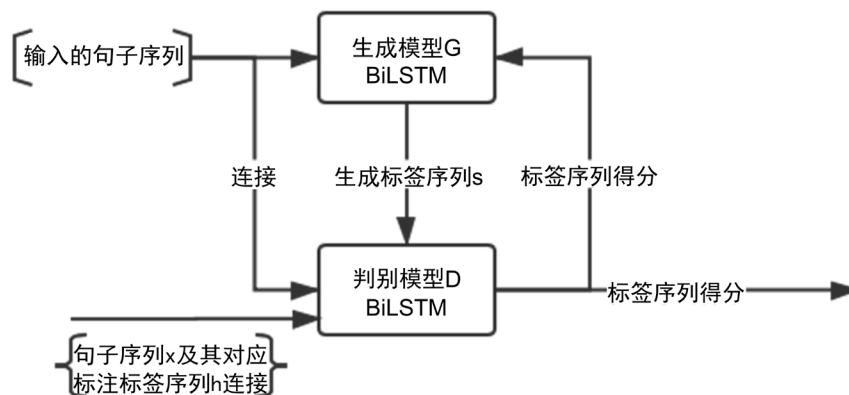 输入的句子序列
生成模型G
BiLSTM
连接
生成标签序列s
标签序列得分
判别模型D
BiLSTM
标签序列得分
句子序列x及其对应
标注标签序列h连接